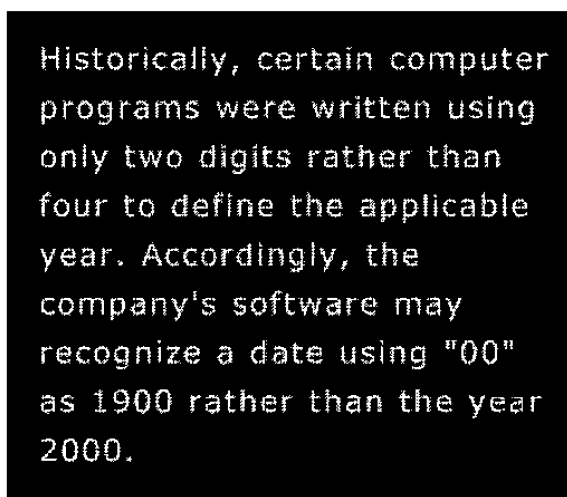 Historically, certain computer
programs were written using
only two digits rather than
four to define the applicable
year. Accordingly, the
company's software may
recognize a date using "00"
as 1900 rather than the year
2000.